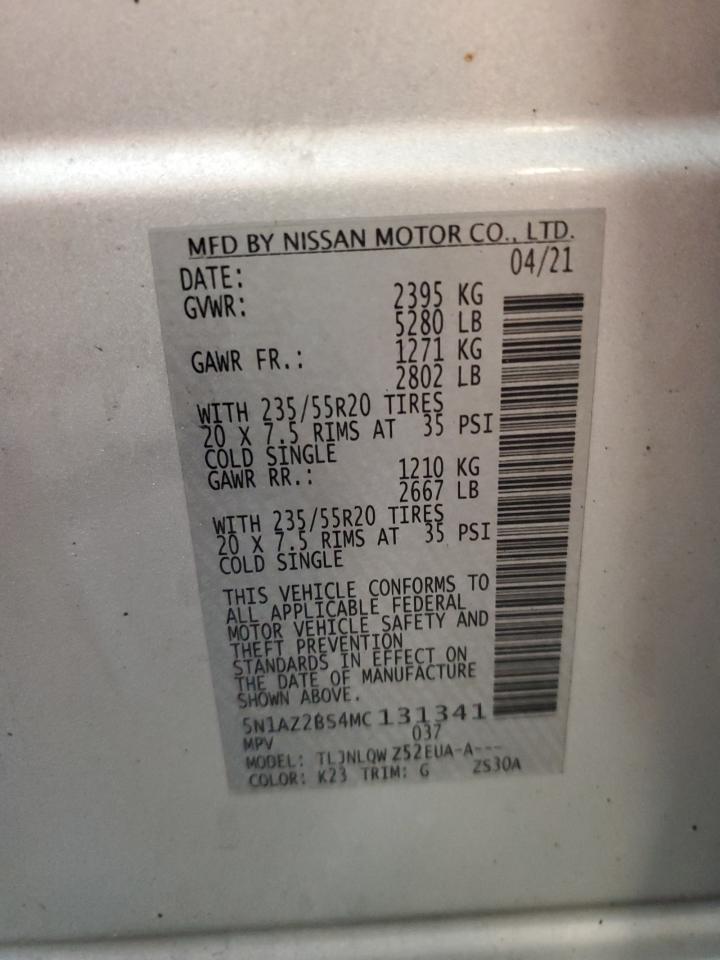 MFD BY NISSAN MOTOR CO., LTD.
DATE: 04/21
GVWR: 2395 KG
5280 LB
GAWR FR.: 1271 KG
2802 LB
WITH 235/55R20 TIRES
20 X 7.5 RIMS AT 35 PSI
COLD SINGLE
GAWR RR.: 1210 KG
2667 LB
WITH 235/55R20 TIRES
20 X 7.5 RIMS AT 35 PSI
COLD SINGLE
THIS VEHICLE CONFORMS TO
ALL APPLICABLE FEDERAL
MOTOR VEHICLE SAFETY AND
THEFT PREVENTION
STANDARDS IN EFFECT ON
THE DATE OF MANUFACTURE
SHOWN ABOVE.
5N1AZ2BS4MC131341
MPV 037
MODEL: TLJNLQW Z52EUA-A---
COLOR: K23 TRIM: G ZS30A